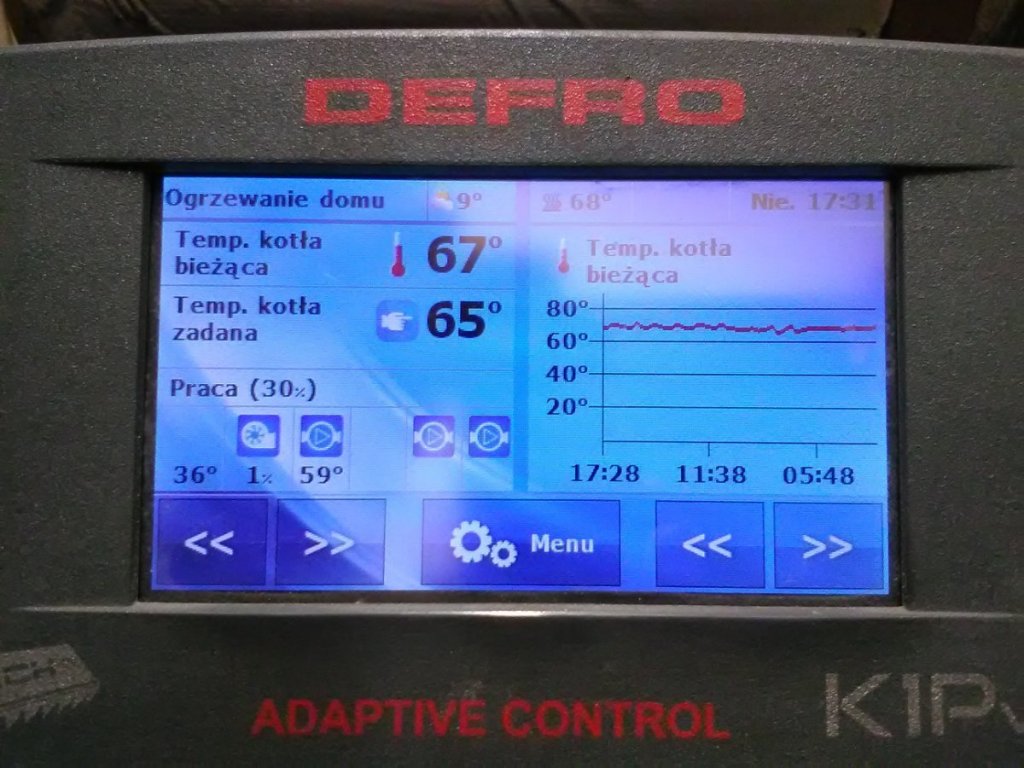 DEFRO
Ogrzewanie domu 9° 68° Nie. 17:31
Temp. kotła
bieżąca 67°
Temp. kotła
zadana 65°
Praca (30%)
36° 1% 59°
Temp. kotła
bieżąca
80°
60°
40°
20°
17:28 11:38 05:48
<< >> Menu << >>
ADAPTIVE CONTROL
K1P